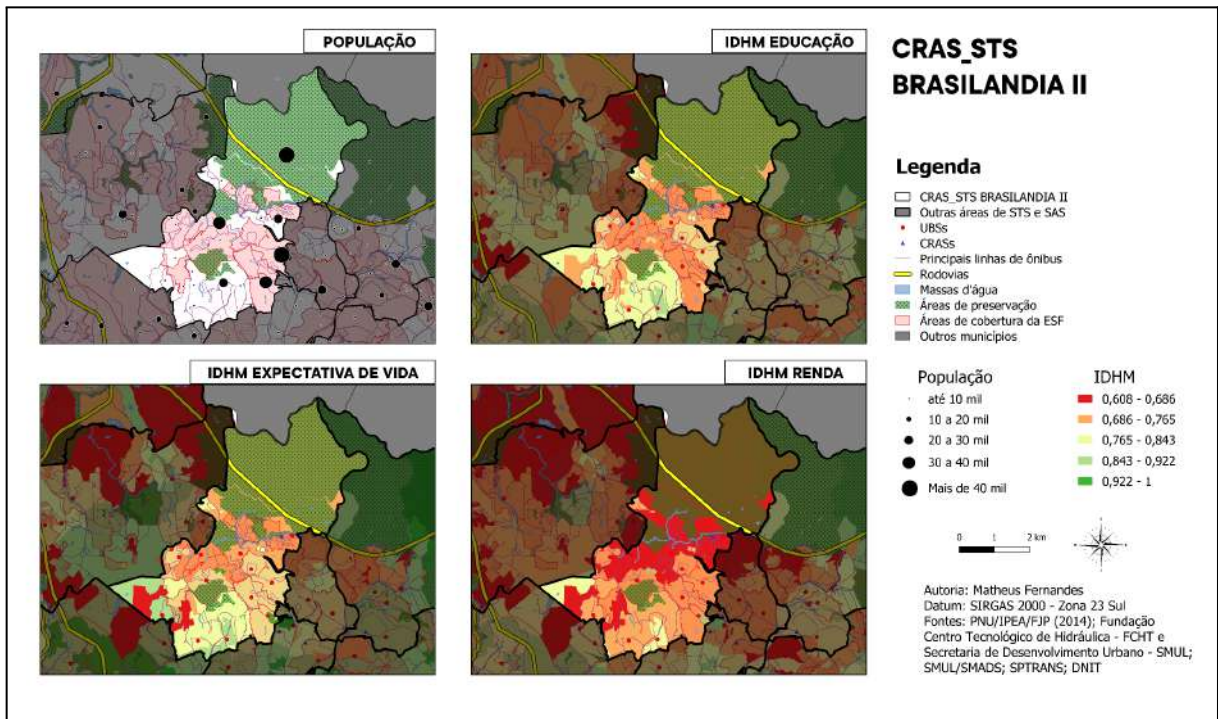 POPULAÇÃO
IDHM EDUCAÇÃO
IDHM EXPECTATIVA DE VIDA
IDHM RENDA
CRAS_STS
BRASILANDIA II
Legenda
CRAS_STS BRASILANDIA II
Outras áreas de STS e SAS
UBSs
CRASs
Principais linhas de ônibus
Rodovias
Massas d'água
Áreas de preservação
Áreas de cobertura da ESF
Outros municípios
População
até 10 mil
10 a 20 mil
20 a 30 mil
30 a 40 mil
Mais de 40 mil
IDHM
0,608 - 0,686
0,686 - 0,765
0,765 - 0,843
0,843 - 0,922
0,922 - 1
0 1 2 km
Autoria: Matheus Fernandes
Datum: SIRGAS 2000 - Zona 23 Sul
Fontes: PNU/IPEA/FJP (2014); Fundação
Centro Tecnológico de Hidráulica - FCHT e
Secretaria de Desenvolvimento Urbano - SMUL;
SMUL/SMADS; SPTRANS; DNIT